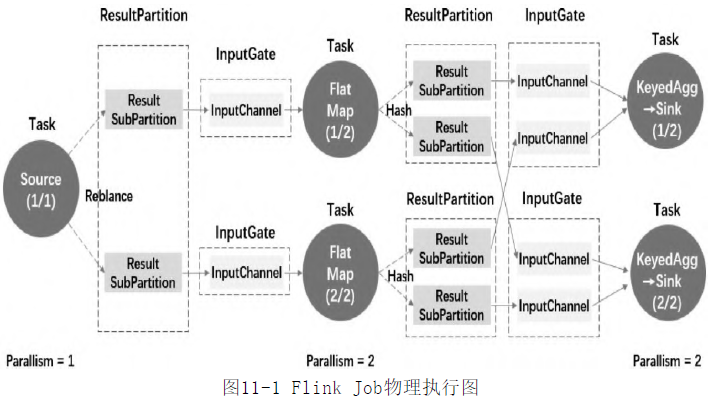 ResultPartition
InputGate
Task
ResultPartition
InputGate
Task
Result
SubPartition
InputChannel
Flat
Map
(1/2)
Hash
Result
SubPartition
Result
SubPartition
InputChannel
InputChannel
KeyedAgg
→Sink
(1/2)
Task
Source
(1/1)
Reblance
ResultPartition
InputGate
InputGate
Task
Task
Result
SubPartition
InputChannel
Flat
Map
(2/2)
Hash
Result
SubPartition
Result
SubPartition
InputChannel
InputChannel
KeyedAgg
→Sink
(2/2)
Parallism = 1
Parallism = 2
Parallism = 2
图11-1 Flink Job物理执行图